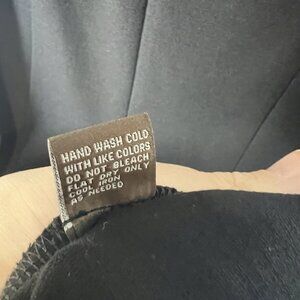 HAND WASH COLD
WITH LIKE COLORS
DO NOT BLEACH
FLAT DRY ONLY
COOL IRON
AS NEEDED